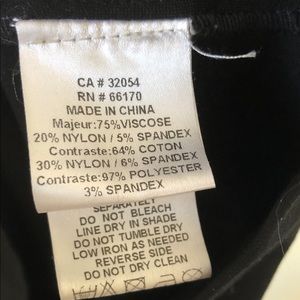 CA # 32054
RN # 66170
MADE IN CHINA
Majeur:75%VISCOSE
20% NYLON / 5% SPANDEX
Contraste:64% COTON
30% NYLON / 6% SPANDEX
Contraste:97% POLYESTER
3% SPANDEX
SEPARATELY
DO NOT BLEACH
LINE DRY IN SHADE
DO NOT TUMBLE DRY
LOW IRON AS NEEDED
REVERSE SIDE
DO NOT DRY CLEAN